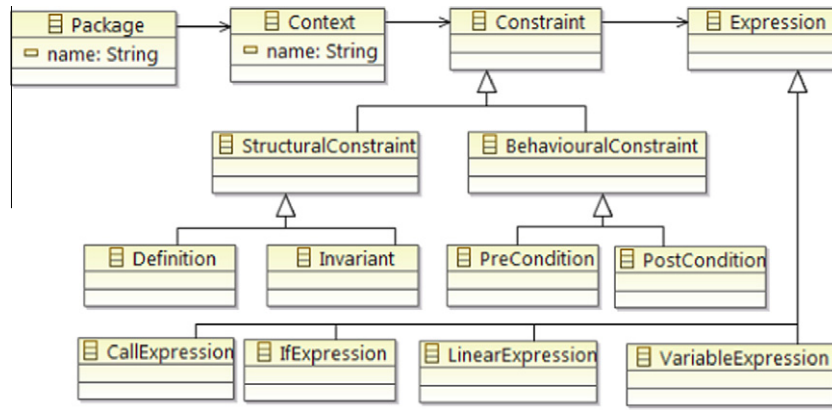 Package
name: String
Context
name: String
Constraint
Expression
StructuralConstraint
BehaviouralConstraint
Definition
Invariant
PreCondition
PostCondition
CallExpression
IfExpression
LinearExpression
VariableExpression